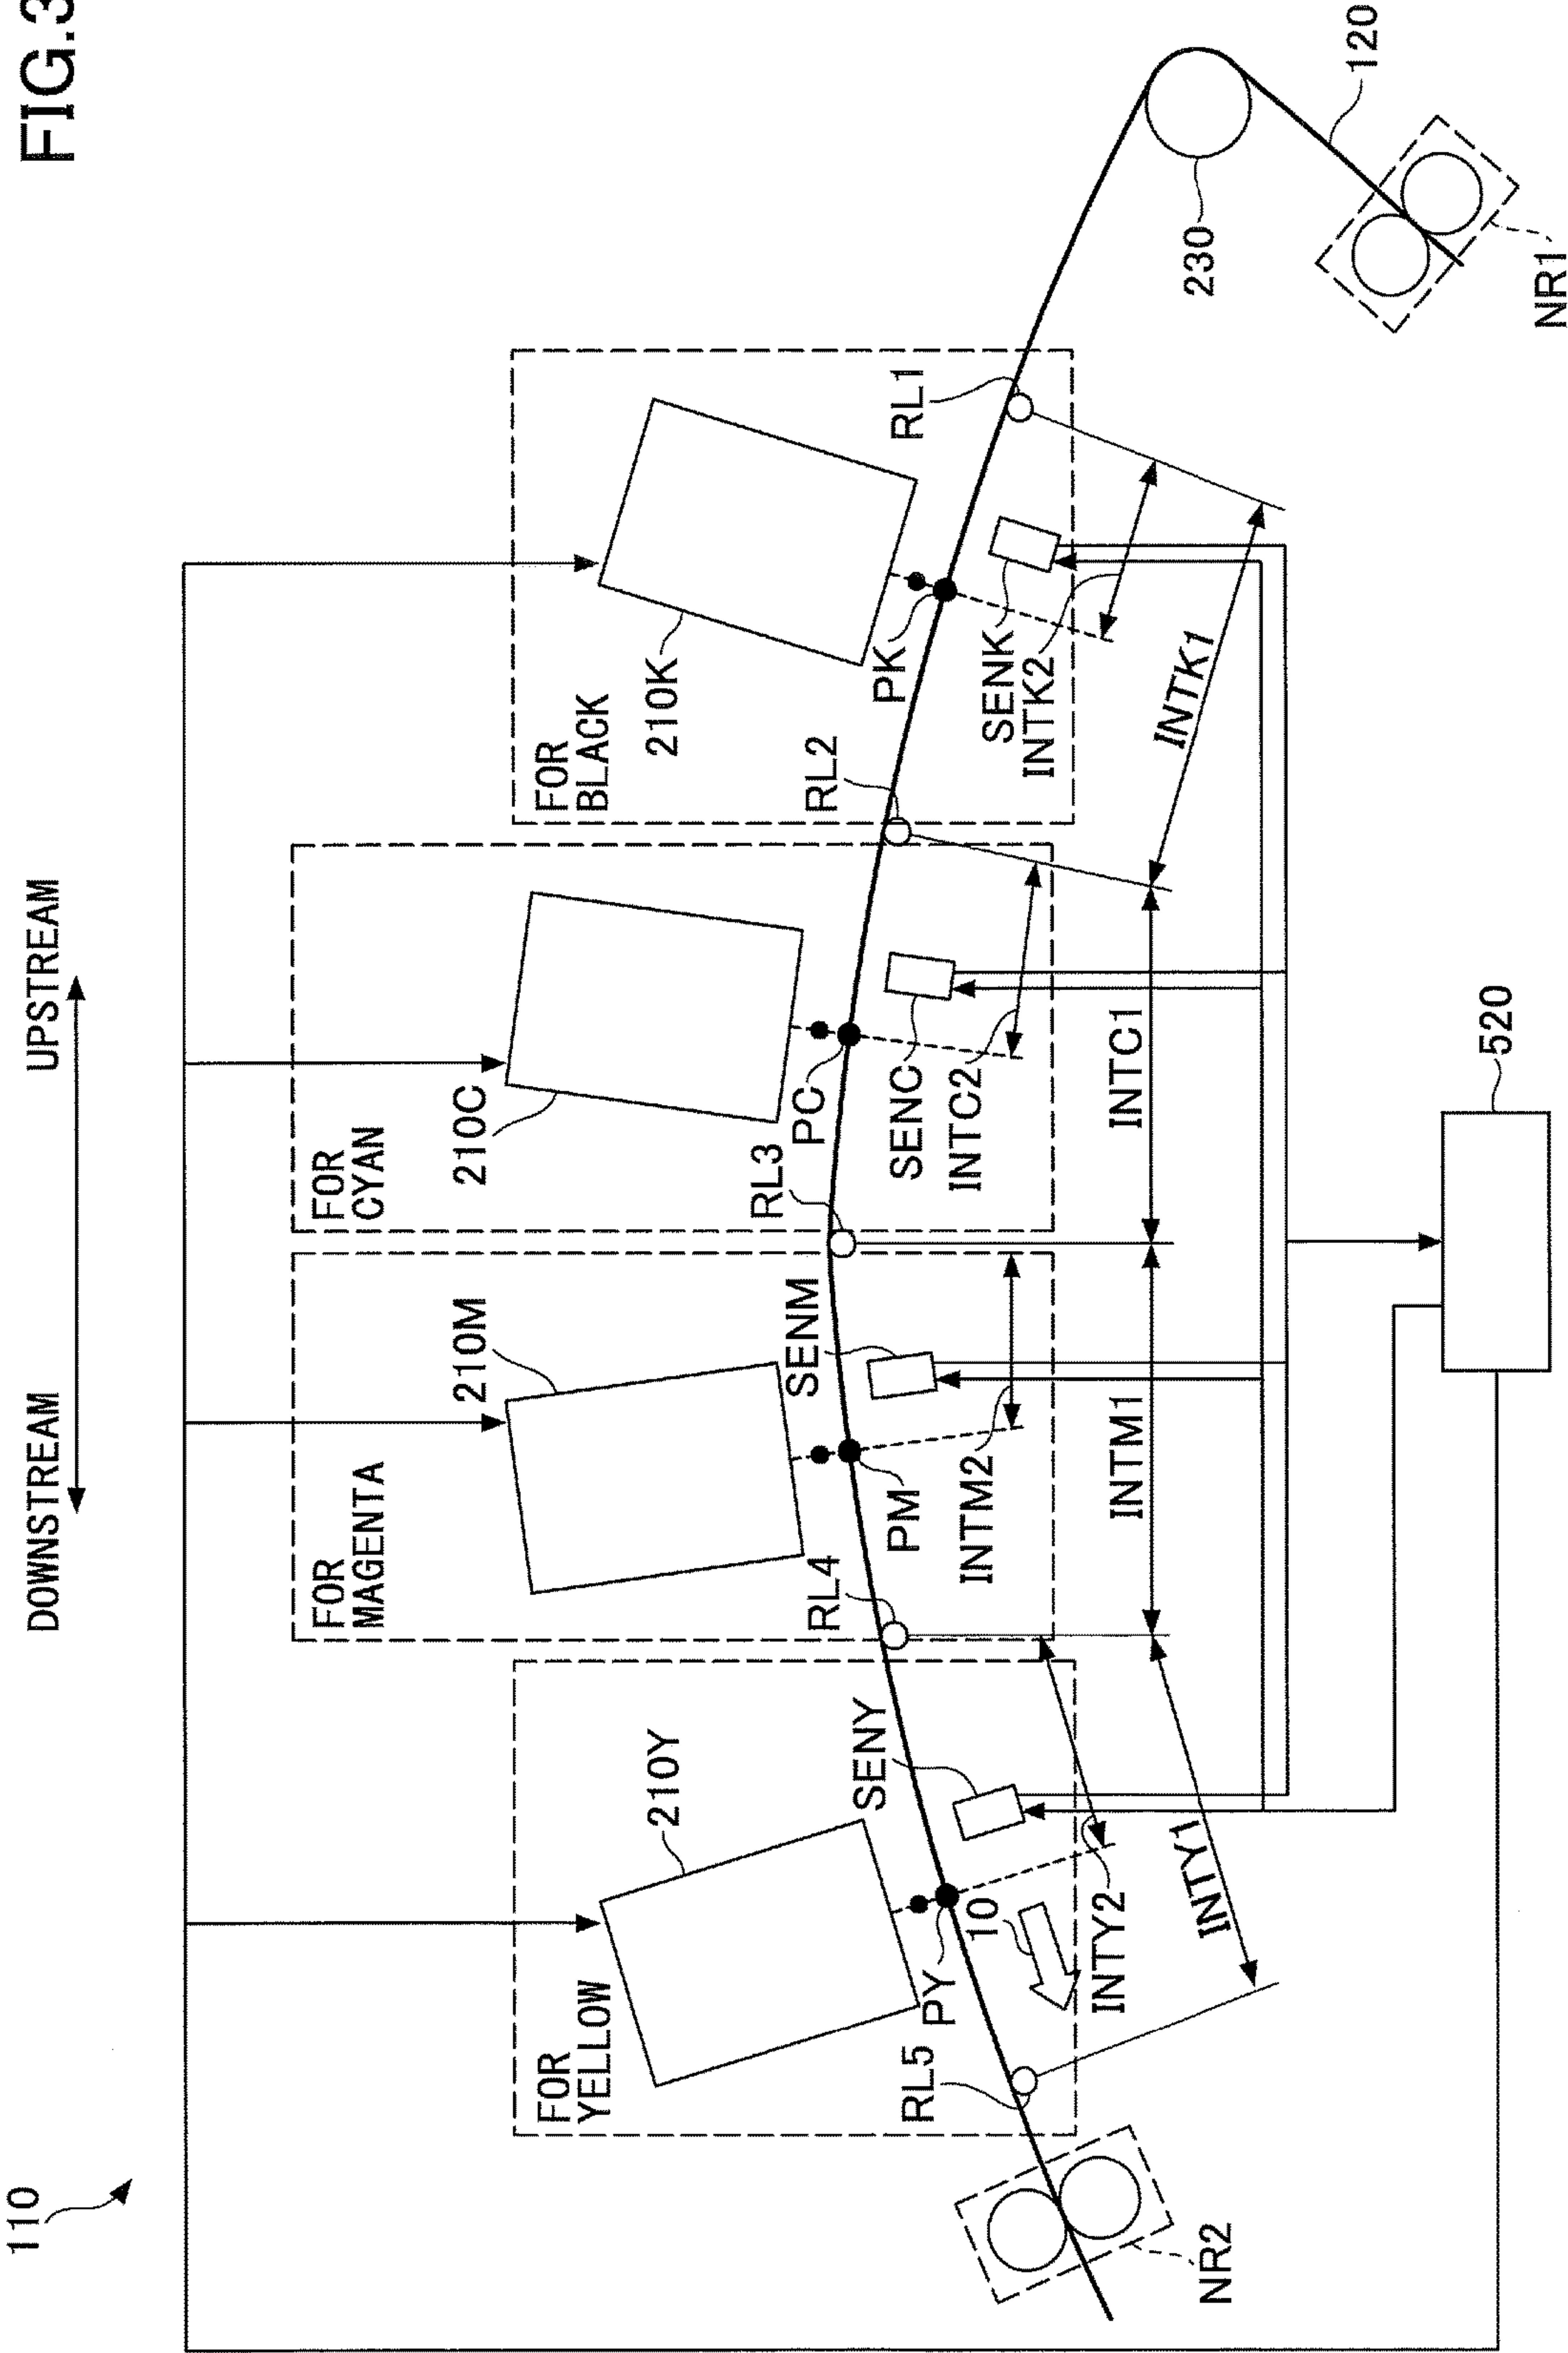 FIG.3
110
DOWNSTREAM
UPSTREAM
FOR
YELLOW
210Y
FOR
MAGENTA
210M
FOR
CYAN
210C
FOR
BLACK
210K
RL5
PY
SENY
RL4
PM
SENM
RL3
PC
SENC
RL2
PK
SENK
RL1
230
120
10
INTY2
INTM2
INTC2
INTK2
INTY1
INTM1
INTC1
INTK1
NR2
NR1
520